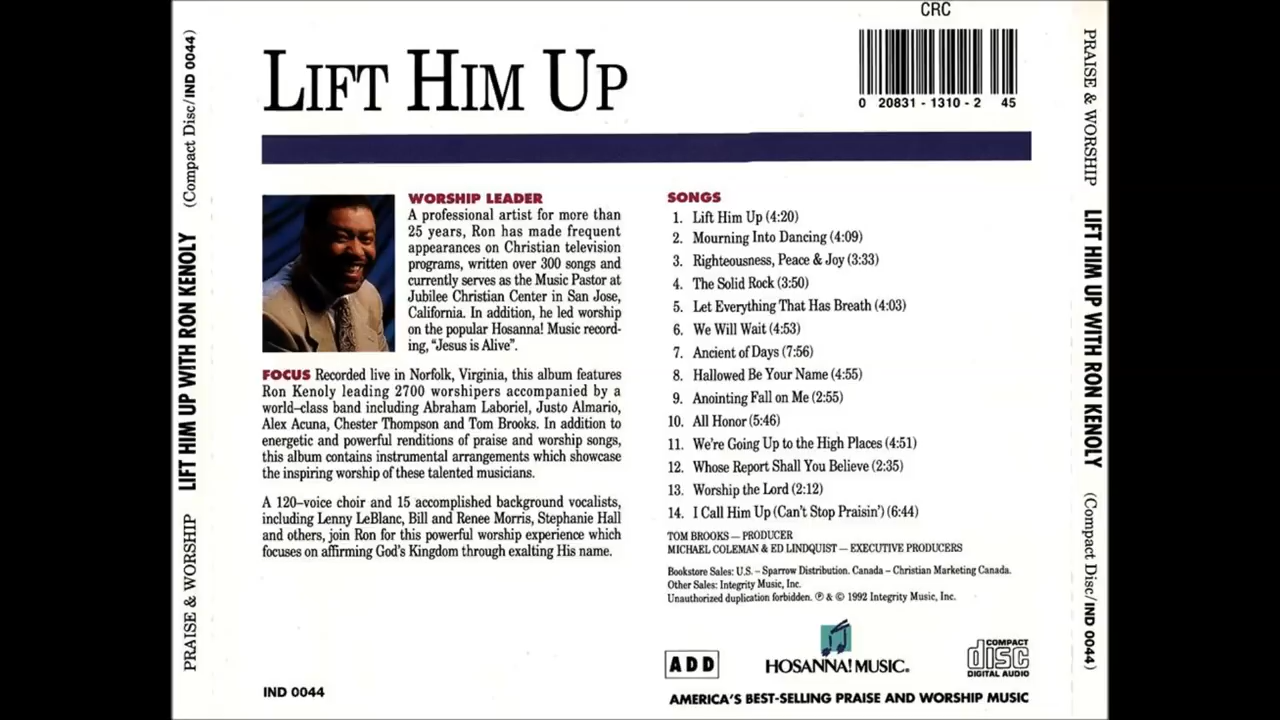 CRC
LIFT HIM UP
0 20831 - 1310 - 2 45
PRAISE & WORSHIP LIFT HIM UP WITH RON KENOLY (Compact Disc/IND 0044)
WORSHIP LEADER
A professional artist for more than
25 years, Ron has made frequent
appearances on Christian television
programs, written over 300 songs and
currently serves as the Music Pastor at
Jubilee Christian Center in San Jose,
California. In addition, he led worship
on the popular Hosanna! Music record-
ing, “Jesus is Alive”.
FOCUS Recorded live in Norfolk, Virginia, this album features
Ron Kenoly leading 2700 worshipers accompanied by a
world–class band including Abraham Laboriel, Justo Almario,
Alex Acuna, Chester Thompson and Tom Brooks. In addition to
energetic and powerful renditions of praise and worship songs,
this album contains instrumental arrangements which showcase
the inspiring worship of these talented musicians.
A 120–voice choir and 15 accomplished background vocalists,
including Lenny LeBlanc, Bill and Renee Morris, Stephanie Hall
and others, join Ron for this powerful worship experience which
focuses on affirming God's Kingdom through exalting His name.
IND 0044
SONGS
1. Lift Him Up (4:20)
2. Mourning Into Dancing (4:09)
3. Righteousness, Peace & Joy (3:33)
4. The Solid Rock (3:50)
5. Let Everything That Has Breath (4:03)
6. We Will Wait (4:53)
7. Ancient of Days (7:56)
8. Hallowed Be Your Name (4:55)
9. Anointing Fall on Me (2:55)
10. All Honor (5:46)
11. We're Going Up to the High Places (4:51)
12. Whose Report Shall You Believe (2:35)
13. Worship the Lord (2:12)
14. I Call Him Up (Can't Stop Praisin') (6:44)
TOM BROOKS — PRODUCER
MICHAEL COLEMAN & ED LINDQUIST — EXECUTIVE PRODUCERS
Bookstore Sales: U.S. – Sparrow Distribution. Canada – Christian Marketing Canada.
Other Sales: Integrity Music, Inc.
Unauthorized duplication forbidden. ℗ & © 1992 Integrity Music, Inc.
ADD
HOSANNA! MUSIC®
COMPACT
disc
DIGITAL AUDIO
AMERICA'S BEST-SELLING PRAISE AND WORSHIP MUSIC
PRAISE & WORSHIP LIFT HIM UP WITH RON KENOLY (Compact Disc/IND 0044)